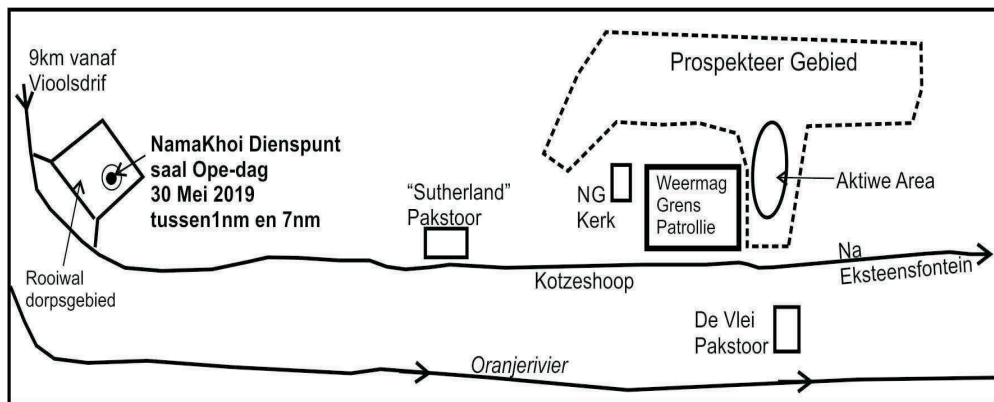 9km vanaf
Vioolsdrif
NamaKhoi Dienspunt
saal Ope-dag
30 Mei 2019
tussen1nm en 7nm
Rooiwal
dorpsgebied
“Sutherland”
Pakstoor
NG
Kerk
Weermag
Grens
Patrollie
Prospekteer Gebied
Aktiwe Area
Kotzeshoop
Na
Eksteensfontein
De Vlei
Pakstoor
Oranjerivier